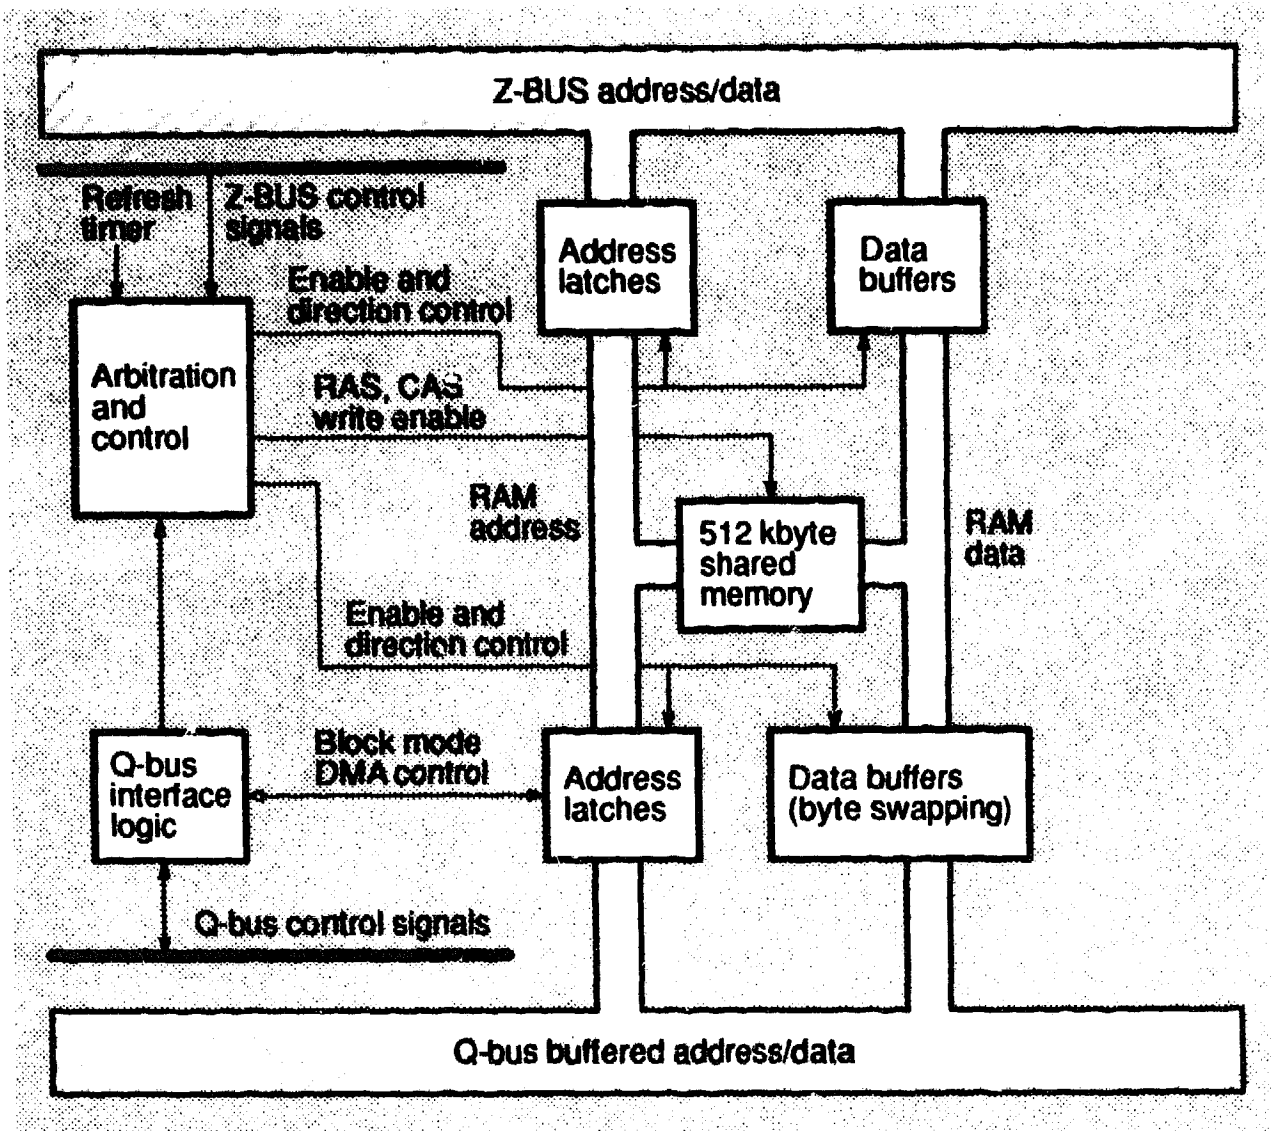 Z-BUS address/data
Refresh
timer
Z-BUS control
signals
Enable and
direction control
Address
latches
Data
buffers
Arbitration
and
control
RAS, CAS
write enable
RAM
address
512 kbyte
shared
memory
RAM
data
Enable and
direction control
Q-bus
interface
logic
Block mode
DMA control
Address
latches
Data buffers
(byte swapping)
Q-bus control signals
Q-bus buffered address/data